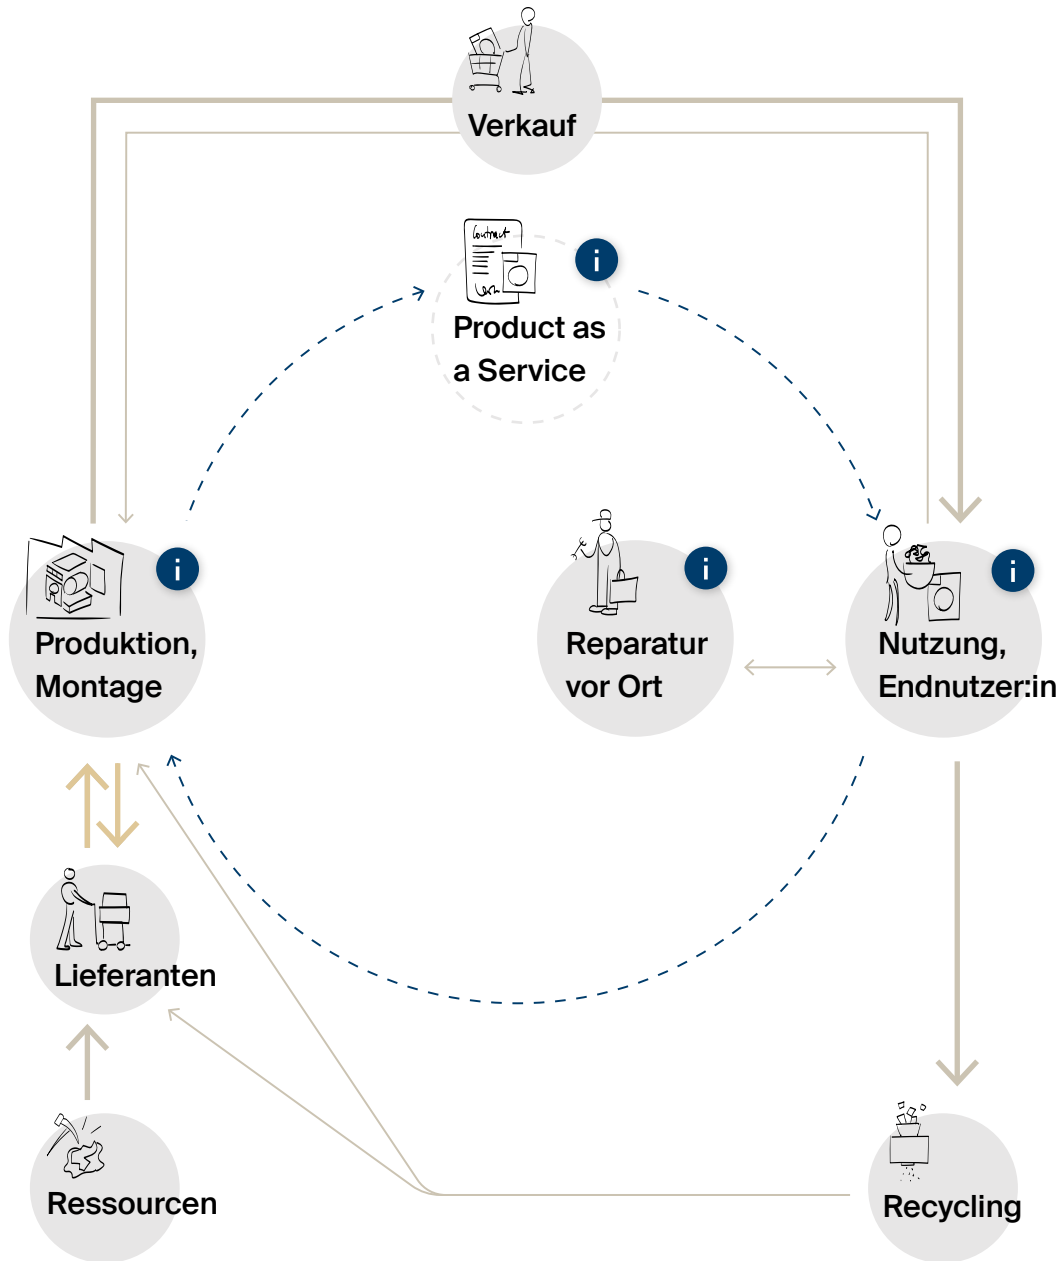 Verkauf
Contract
i
Product as
a Service
i
Produktion,
Montage
i
Reparatur
vor Ort
i
Nutzung,
Endnutzer:in
Lieferanten
Ressourcen
Recycling